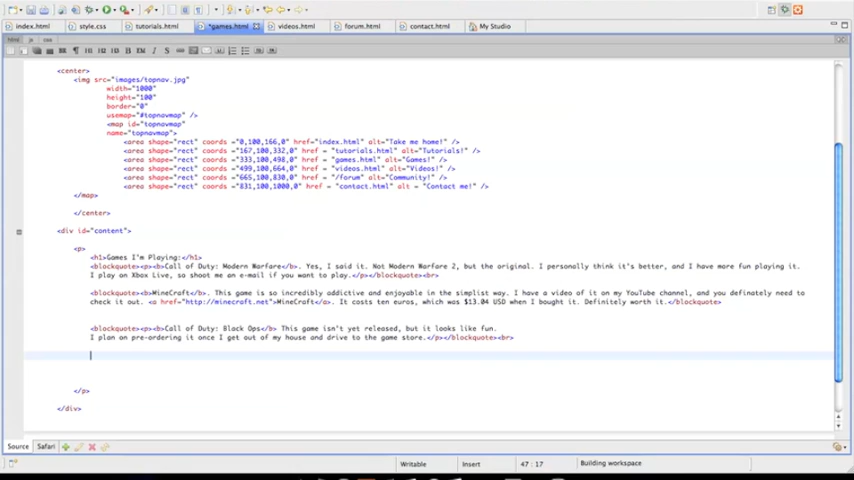 index.html style.css tutorials.html *games.html videos.html forum.html contact.html My Studio
html js css
<center>
<img src="images/topnav.jpg"
width="1000"
height="100"
border="0"
usemap="#topnavmap" />
<map id="topnavmap"
name="topnavmap">
<area shape="rect" coords ="0,100,166,0" href="index.html" alt="Take me home!" />
<area shape="rect" coords ="167,100,332,0" href = "tutorials.html" alt="Tutorials!" />
<area shape="rect" coords ="333,100,498,0" href = "games.html" alt="Games!" />
<area shape="rect" coords ="499,100,664,0" href = "videos.html" alt="Videos!" />
<area shape="rect" coords ="665,100,830,0" href = "/forum" alt="Community!" />
<area shape="rect" coords ="831,100,1000,0" href = "contact.html" alt = "Contact me!" />
</map>
</center>
<div id="content">
<p>
<h1>Games I'm Playing:</h1>
<blockquote><p><b>Call of Duty: Modern Warfare</b>. Yes, I said it. Not Modern Warfare 2, but the original. I personally think it's better, and I have more fun playing it.
I play on Xbox Live, so shoot me an e-mail if you want to play.</p></blockquote><br>
<blockquote><b>MineCraft</b>. This game is so incredibly addictive and enjoyable in the simplist way. I have a video of it on my YouTube channel, and you definately need to
check it out. <a href="http://minecraft.net">MineCraft</a>. It costs ten euros, which was $13.04 USD when I bought it. Definitely worth it.</blockquote>
<blockquote><p><b>Call of Duty: Black Ops</b> This game isn't yet released, but it looks like fun.
I plan on pre-ordering it once I get out of my house and drive to the game store.</p></blockquote><br>
</p>
</div>
Source Safari
Writable Insert 47 : 17 Building workspace